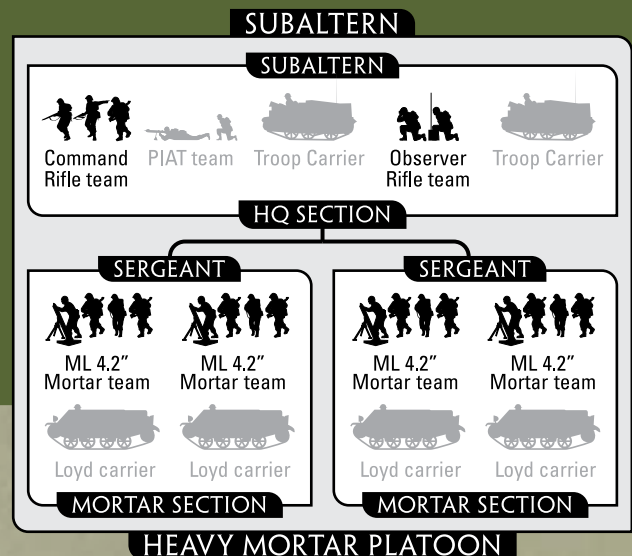 SUBALTERN
SUBALTERN
Command
Rifle team
PIAT team
Troop Carrier
Observer
Rifle team
Troop Carrier
HQ SECTION
SERGEANT
SERGEANT
ML 4.2”
Mortar team
ML 4.2”
Mortar team
ML 4.2”
Mortar team
ML 4.2”
Mortar team
Loyd carrier
Loyd carrier
Loyd carrier
Loyd carrier
MORTAR SECTION
MORTAR SECTION
HEAVY MORTAR PLATOON